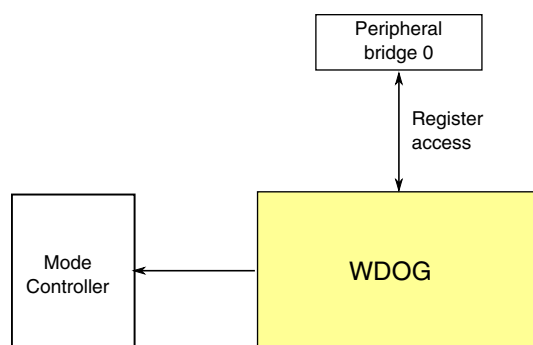 Peripheral
bridge 0
Register
access
Mode
Controller
WDOG